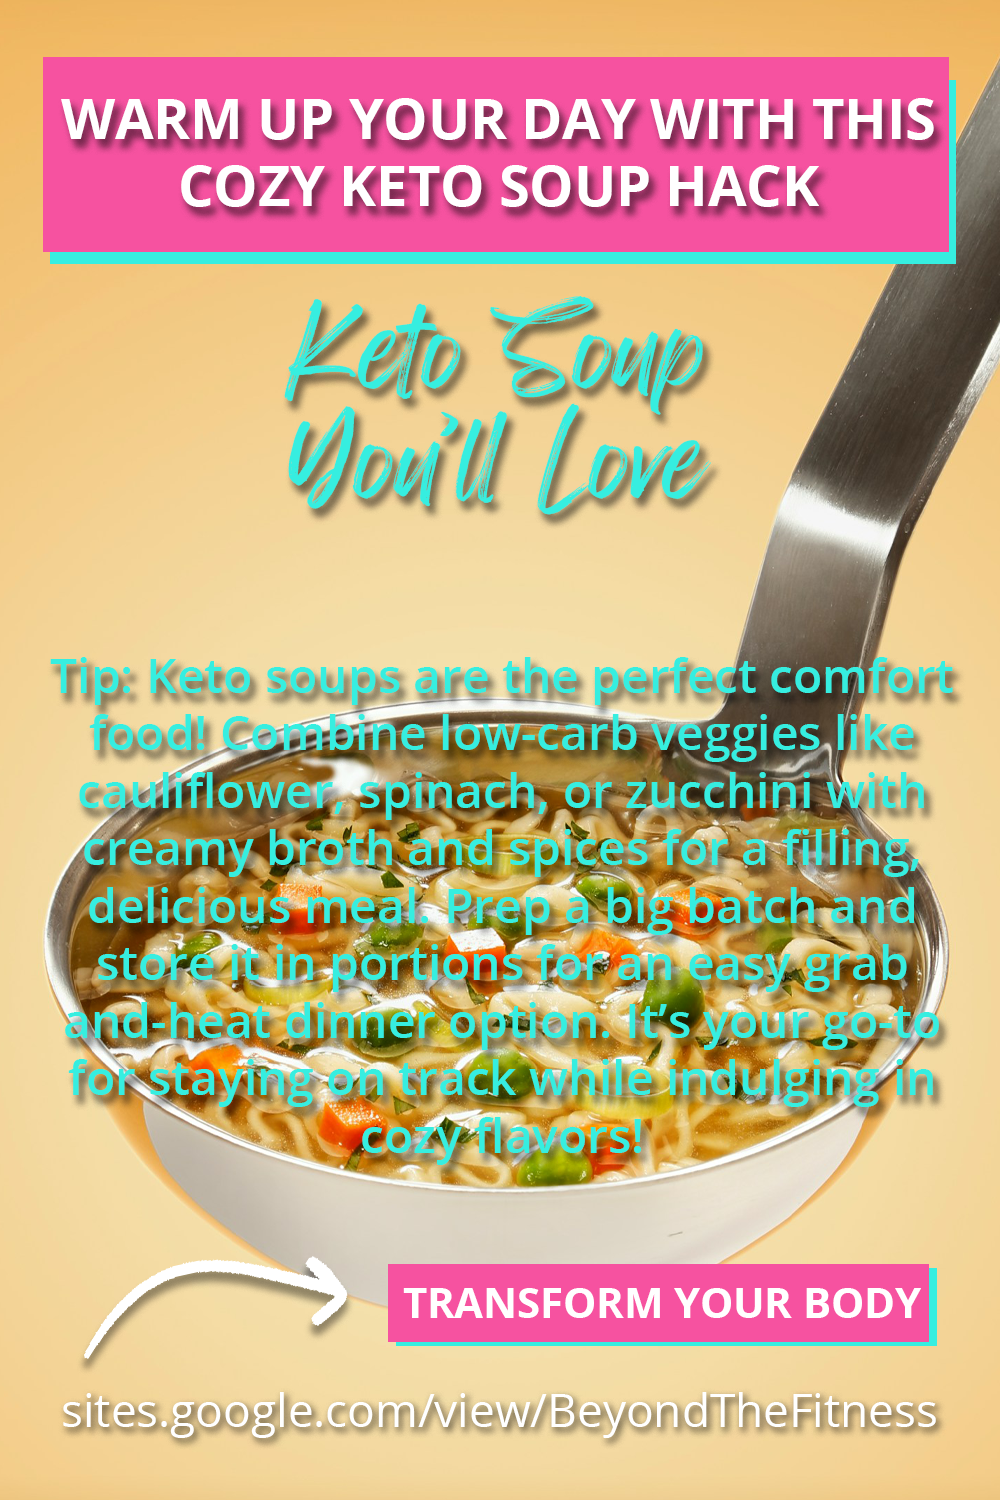 WARM UP YOUR DAY WITH THIS
COZY KETO SOUP HACK
Keto Soup
You'll Love
Tip: Keto soups are the perfect comfort
food! Combine low-carb veggies like
cauliflower, spinach, or zucchini with
creamy broth and spices for a filling,
delicious meal. Prep a big batch and
store it in portions for an easy grab
and-heat dinner option. It’s your go-to
for staying on track while indulging in
cozy flavors!
TRANSFORM YOUR BODY
sites.google.com/view/BeyondTheFitness